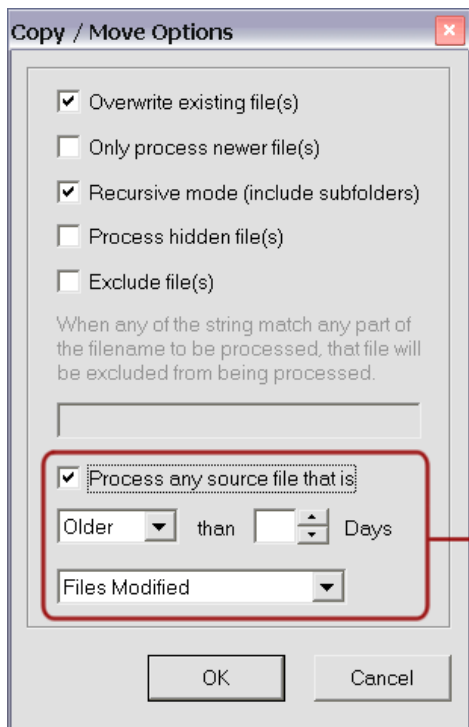 Copy / Move Options
Overwrite existing file(s)
Only process newer file(s)
Recursive mode (include subfolders)
Process hidden file(s)
Exclude file(s)
When any of the string match any part of
the filename to be processed, that file will
be excluded from being processed.
Process any source file that is
Older than Days
Files Modified
OK Cancel